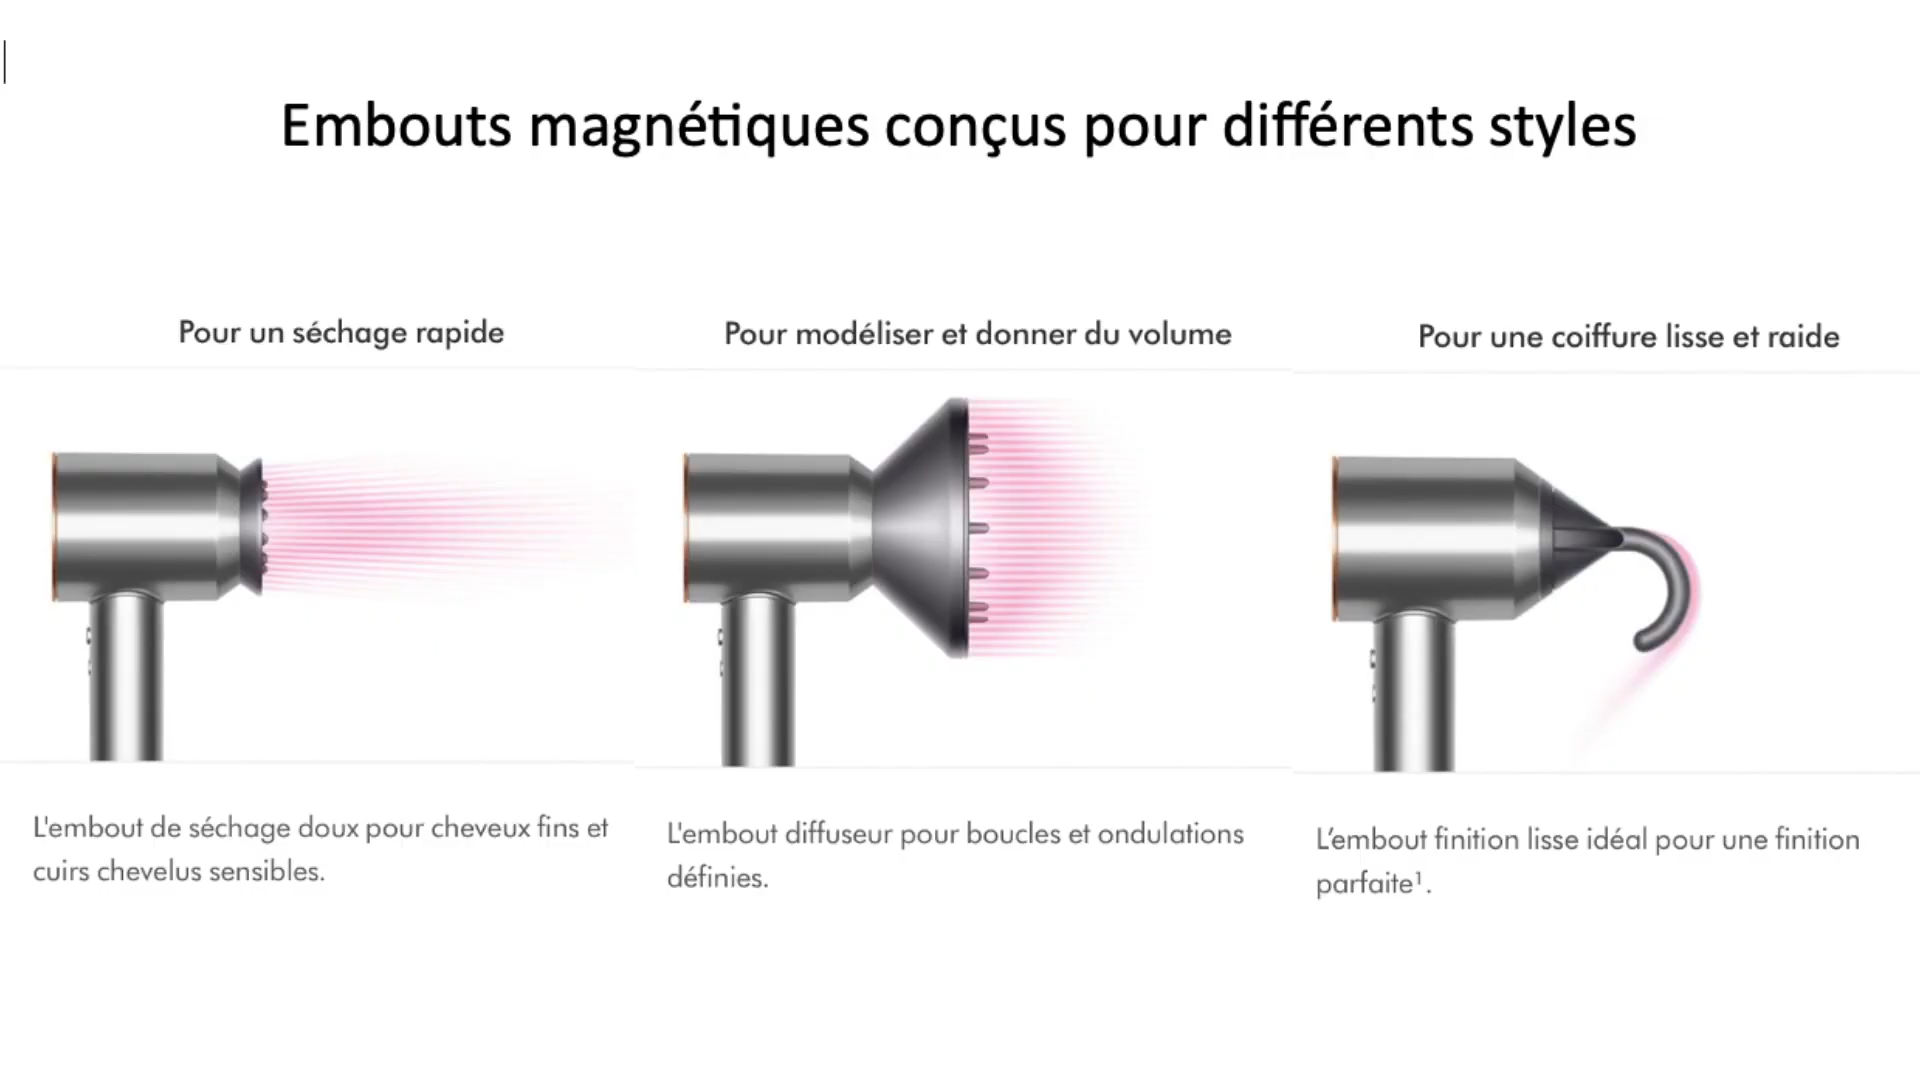 Embouts magnétiques conçus pour différents styles
Pour un séchage rapide
L'embout de séchage doux pour cheveux fins et
cuirs chevelus sensibles.
Pour modéliser et donner du volume
L'embout diffuseur pour boucles et ondulations
définies.
Pour une coiffure lisse et raide
L’embout finition lisse idéal pour une finition
parfaite¹.